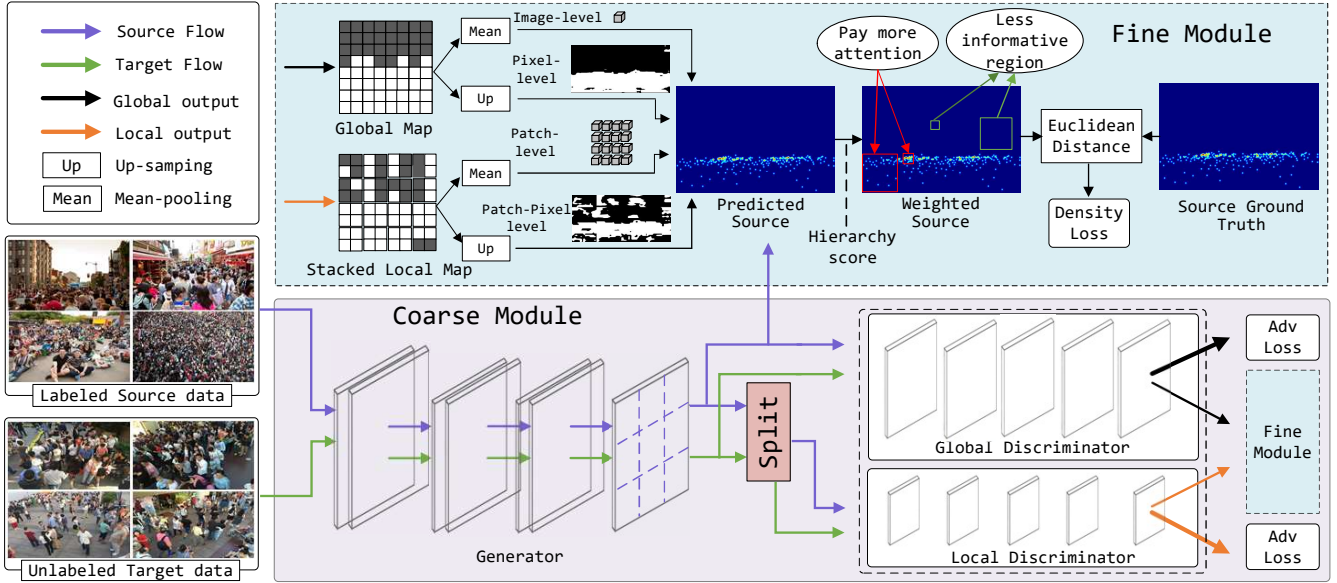 Source Flow
Target Flow
Global output
Local output
Up
Up-samping
Mean
Mean-pooling
Labeled Source data
Unlabeled Target data
Fine Module
Global Map
Stacked Local Map
Mean
Up
Mean
Up
Image-level
Pixel-
level
Patch-
level
Patch-Pixel
level
Predicted
Source
Hierarchy
score
Pay more
attention
Less
informative
region
Weighted
Source
Euclidean
Distance
Density
Loss
Source Ground
Truth
Coarse Module
Generator
Split
Global Discriminator
Local Discriminator
Adv
Loss
Fine
Module
Adv
Loss